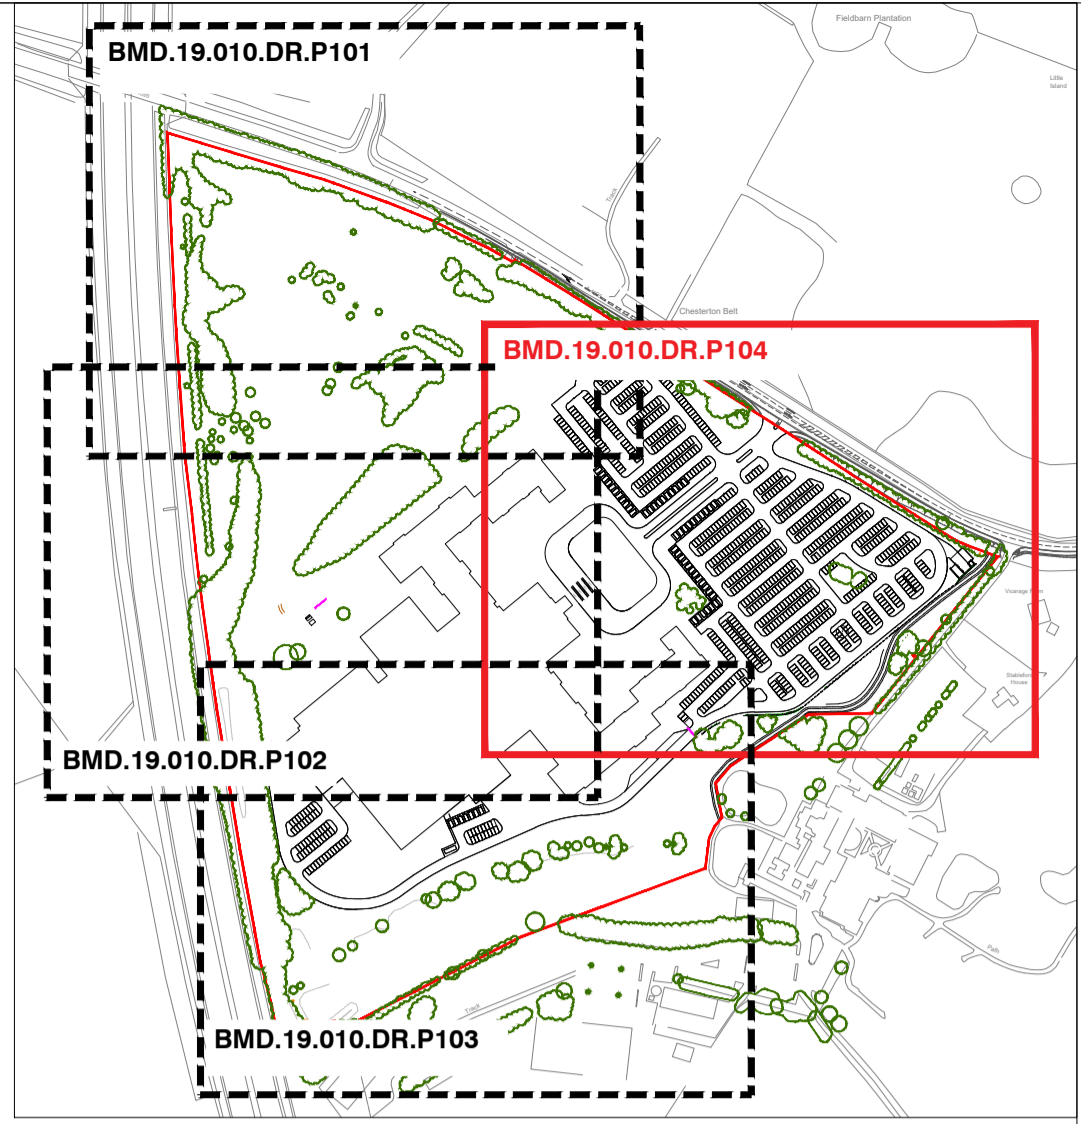 Fieldbarn Plantation
BMD.19.010.DR.P101
Little
Island
Track
Chesterton Belt
BMD.19.010.DR.P104
Vicarage
Stableford
House
BMD.19.010.DR.P102
Path
Track
BMD.19.010.DR.P103